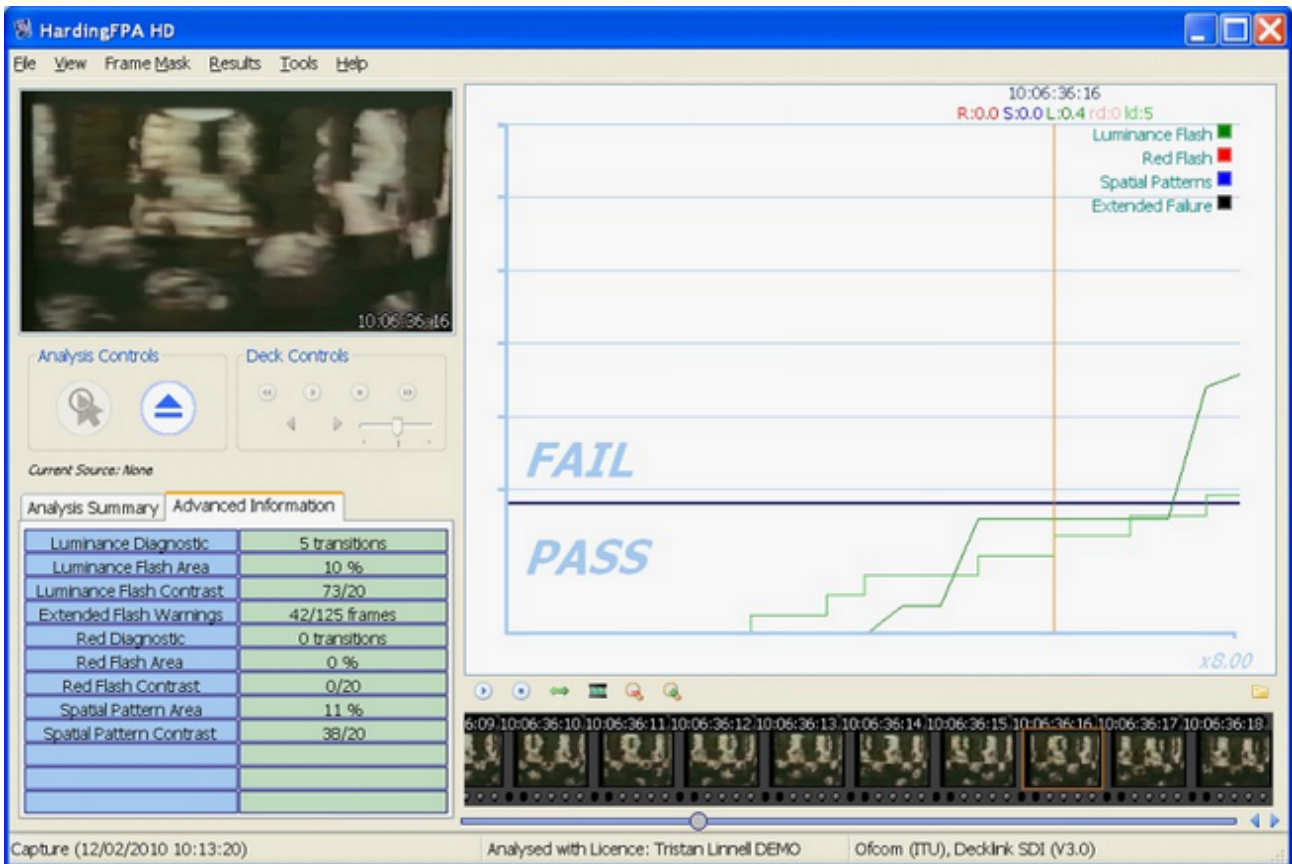 HardingFPA HD
File View Frame Mask Results Tools Help
10:06:36:16
Analysis Controls
Deck Controls
Current Source: None
Analysis Summary
Advanced Information
Luminance Diagnostic 5 transitions
Luminance Flash Area 10 %
Luminance Flash Contrast 73/20
Extended Flash Warnings 42/125 frames
Red Diagnostic 0 transitions
Red Flash Area 0 %
Red Flash Contrast 0/20
Spatial Pattern Area 11 %
Spatial Pattern Contrast 38/20
10:06:36:16
R:0.0 S:0.0 L:0.4 rd:0 ld:5
Luminance Flash
Red Flash
Spatial Patterns
Extended Failure
FAIL
PASS
x8.00
6:09 10:06:36:10 10:06:36:11 10:06:36:12 10:06:36:13 10:06:36:14 10:06:36:15 10:06:36:16 10:06:36:17 10:06:36:18
Capture (12/02/2010 10:13:20)
Analysed with Licence: Tristan Linnell DEMO
Ofcom (ITU), Decklink SDI (V3.0)